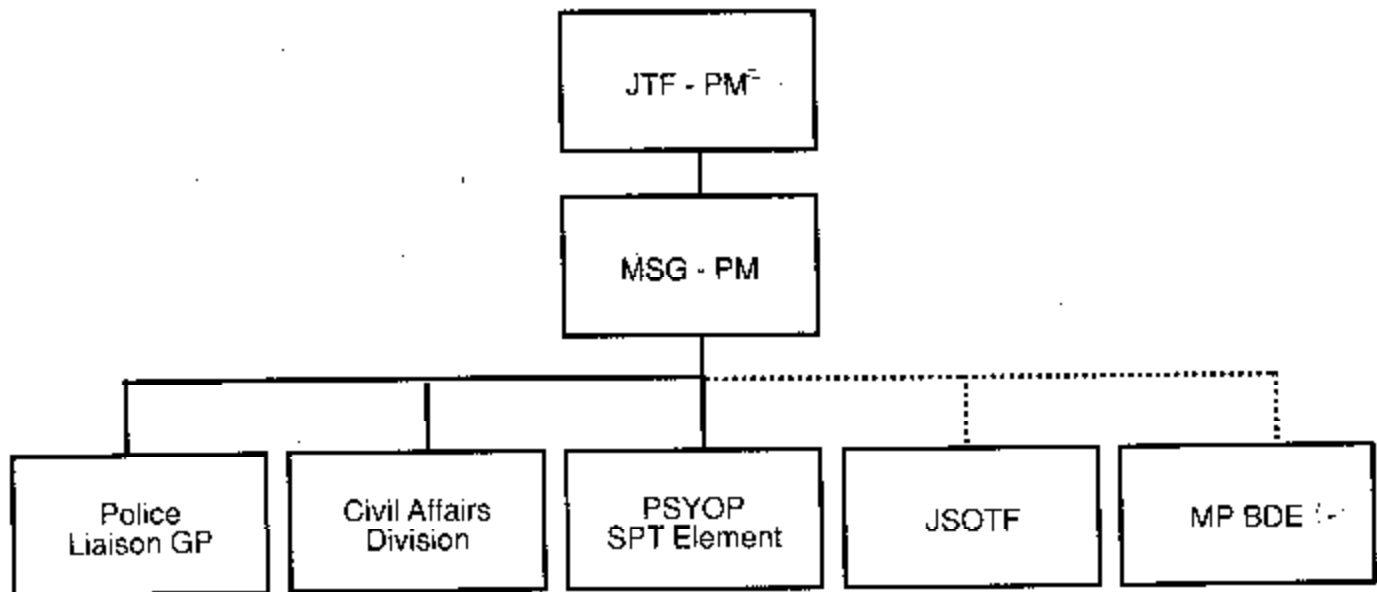 JTF - PM
MSG - PM
Police
Liaison GP
Civil Affairs
Division
PSYOP
SPT Element
JSOTF
MP BDE